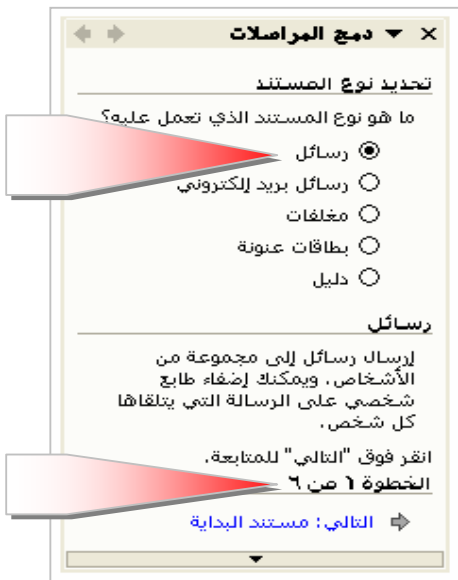 دمج المراصلات
تحديد نوع المستند
ما هو نوع المستند الذي تعمل عليه؟
رسائل
رسائل بريد إلكتروني
مغلفات
بطاقات عنونة
دليل
رسائل
إرسال رسائل إلى مجموعة من
الأشخاص، ويمكنك إضفاء طابع
شخصي على الرسالة التي يتلقاها
كل شخص.
انقر فوق "التالي" للمتابعة.
الخطوة ١ من ٦
التالي: مستند البداية